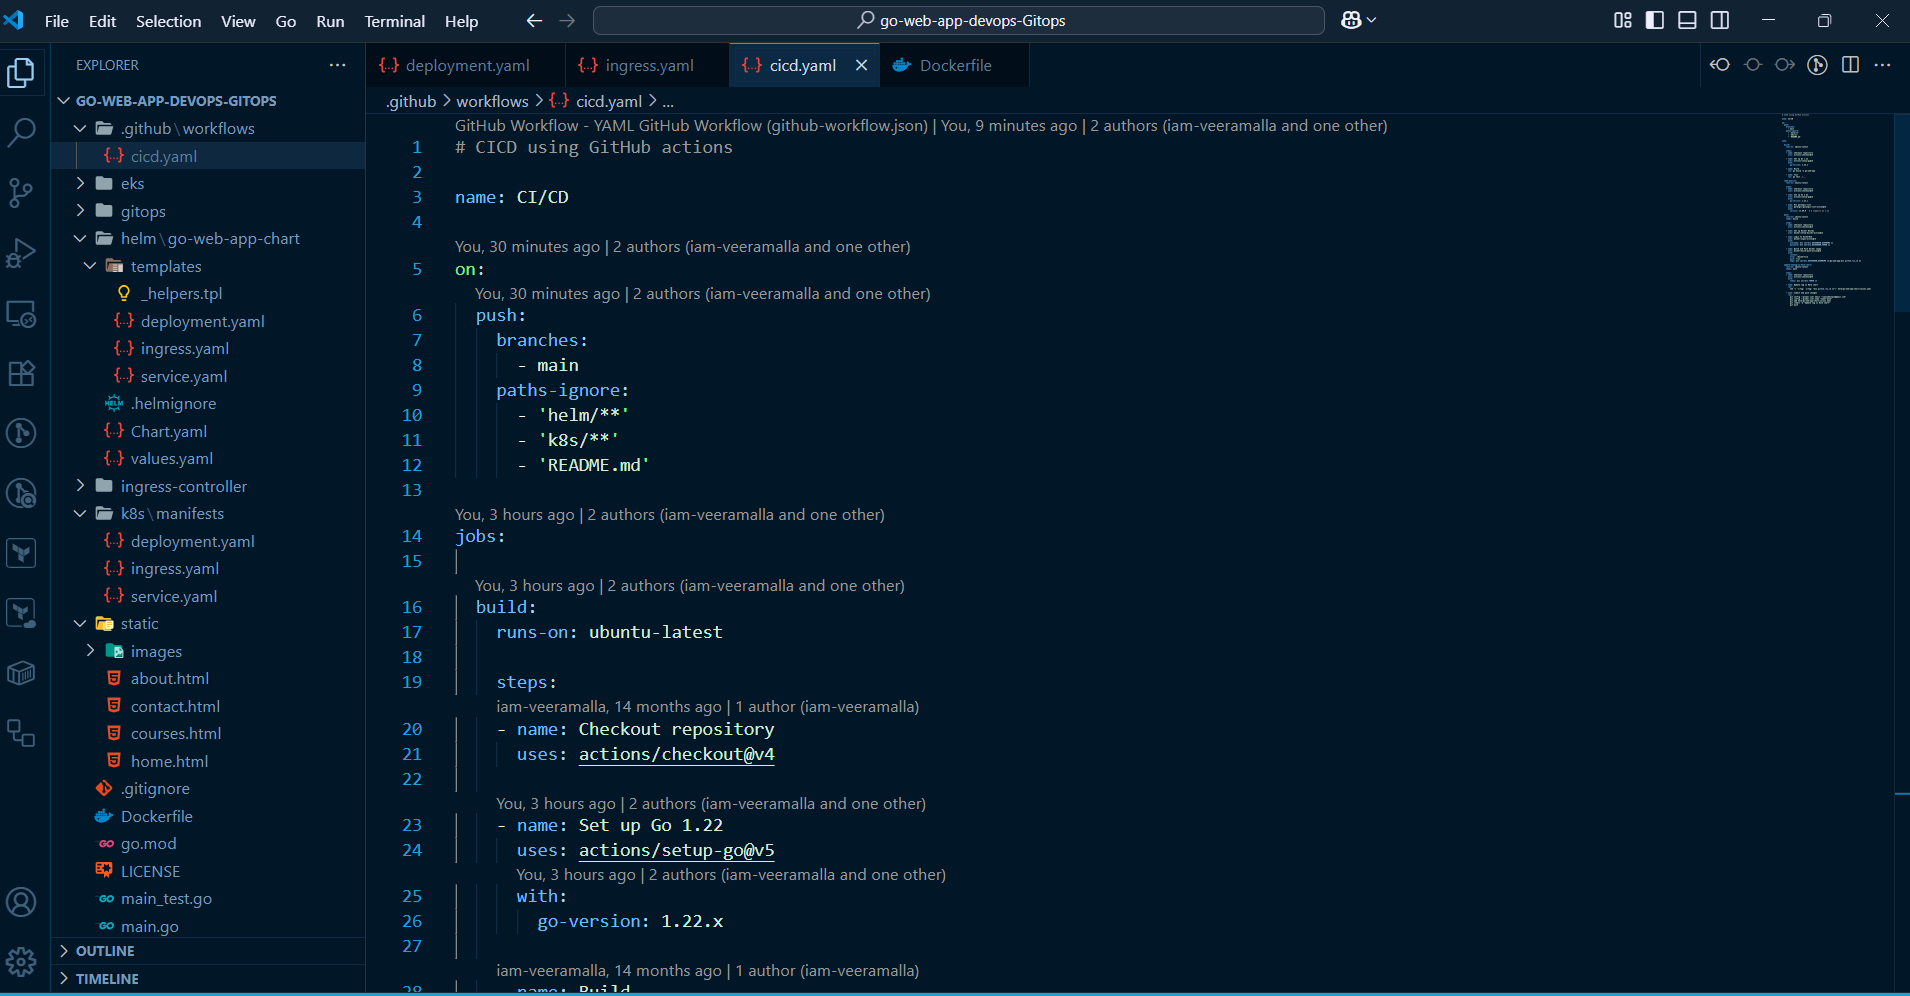 File Edit Selection View Go Run Terminal Help
go-web-app-devops-Gitops
EXPLORER
GO-WEB-APP-DEVOPS-GITOPS
.github\workflows
cicd.yaml
eks
gitops
helm\go-web-app-chart
templates
_helpers.tpl
deployment.yaml
ingress.yaml
service.yaml
.helmignore
Chart.yaml
values.yaml
ingress-controller
k8s\manifests
deployment.yaml
ingress.yaml
service.yaml
static
images
about.html
contact.html
courses.html
home.html
.gitignore
Dockerfile
go.mod
LICENSE
main_test.go
main.go
OUTLINE
TIMELINE
deployment.yaml ingress.yaml cicd.yaml Dockerfile
.github > workflows > cicd.yaml > ...
GitHub Workflow - YAML GitHub Workflow (github-workflow.json) | You, 9 minutes ago | 2 authors (iam-veeramalla and one other)
1 # CICD using GitHub actions
2
3 name: CI/CD
4
You, 30 minutes ago | 2 authors (iam-veeramalla and one other)
5 on:
You, 30 minutes ago | 2 authors (iam-veeramalla and one other)
6 push:
7 branches:
8 - main
9 paths-ignore:
10 - 'helm/**'
11 - 'k8s/**'
12 - 'README.md'
13
You, 3 hours ago | 2 authors (iam-veeramalla and one other)
14 jobs:
15
You, 3 hours ago | 2 authors (iam-veeramalla and one other)
16 build:
17 runs-on: ubuntu-latest
18
19 steps:
iam-veeramalla, 14 months ago | 1 author (iam-veeramalla)
20 - name: Checkout repository
21 uses: actions/checkout@v4
22
You, 3 hours ago | 2 authors (iam-veeramalla and one other)
23 - name: Set up Go 1.22
24 uses: actions/setup-go@v5
You, 3 hours ago | 2 authors (iam-veeramalla and one other)
25 with:
26 go-version: 1.22.x
27
iam-veeramalla, 14 months ago | 1 author (iam-veeramalla)
28 - name: Build